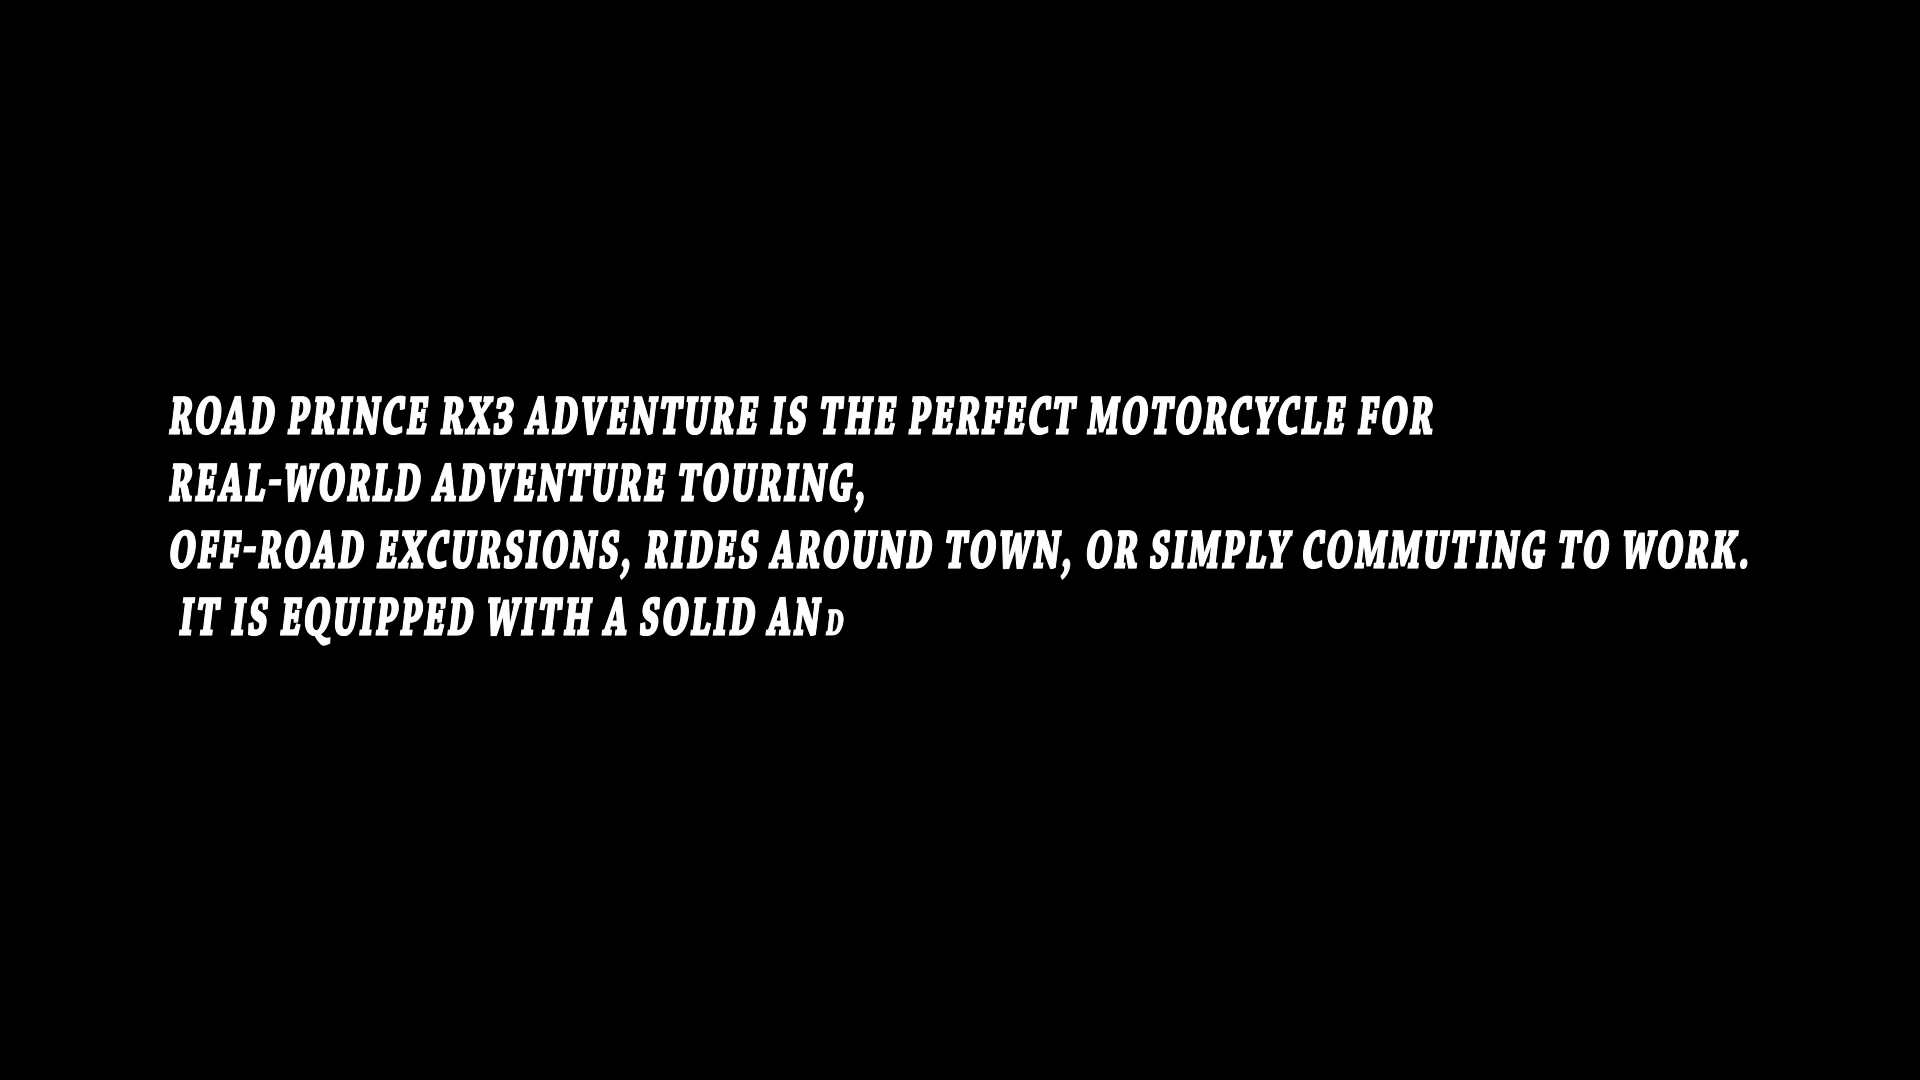 ROAD PRINCE RX3 ADVENTURE IS THE PERFECT MOTORCYCLE FOR
REAL-WORLD ADVENTURE TOURING,
OFF-ROAD EXCURSIONS, RIDES AROUND TOWN, OR SIMPLY COMMUTING TO WORK.
IT IS EQUIPPED WITH A SOLID AND